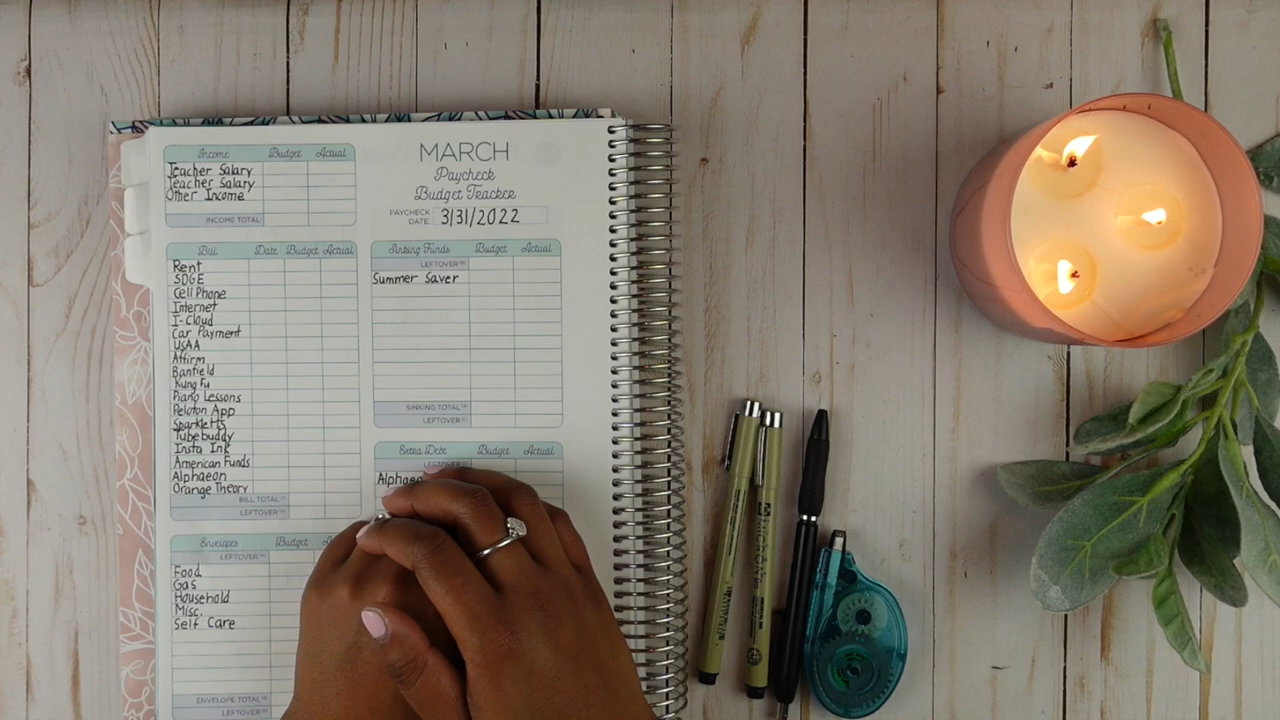 Income Budget Actual
Teacher Salary
Teacher Salary
Other Income
INCOME TOTAL
MARCH
Paycheck
Budget Tracker
PAYCHECK DATE: 3/31/2022
Bill Date Budget Actual
Rent
SDGE
Cell Phone
Internet
I-Cloud
Car Payment
USAA
Affirm
Banfield
Kung Fu
Piano Lessons
Peloton App
Sparkletts
Tubebuddy
Insta Ink
American Funds
Alphaeon
Orange Theory
BILL TOTAL
LEFTOVER
Sinking Funds Budget Actual
LEFTOVER
Summer Saver
SINKING TOTAL
LEFTOVER
Extra Debt Budget Actual
LEFTOVER
Alphaeo
Envelopes Budget A
LEFTOVER
Food
Gas
Household
Misc.
Self Care
ENVELOPE TOTAL
LEFTOVER